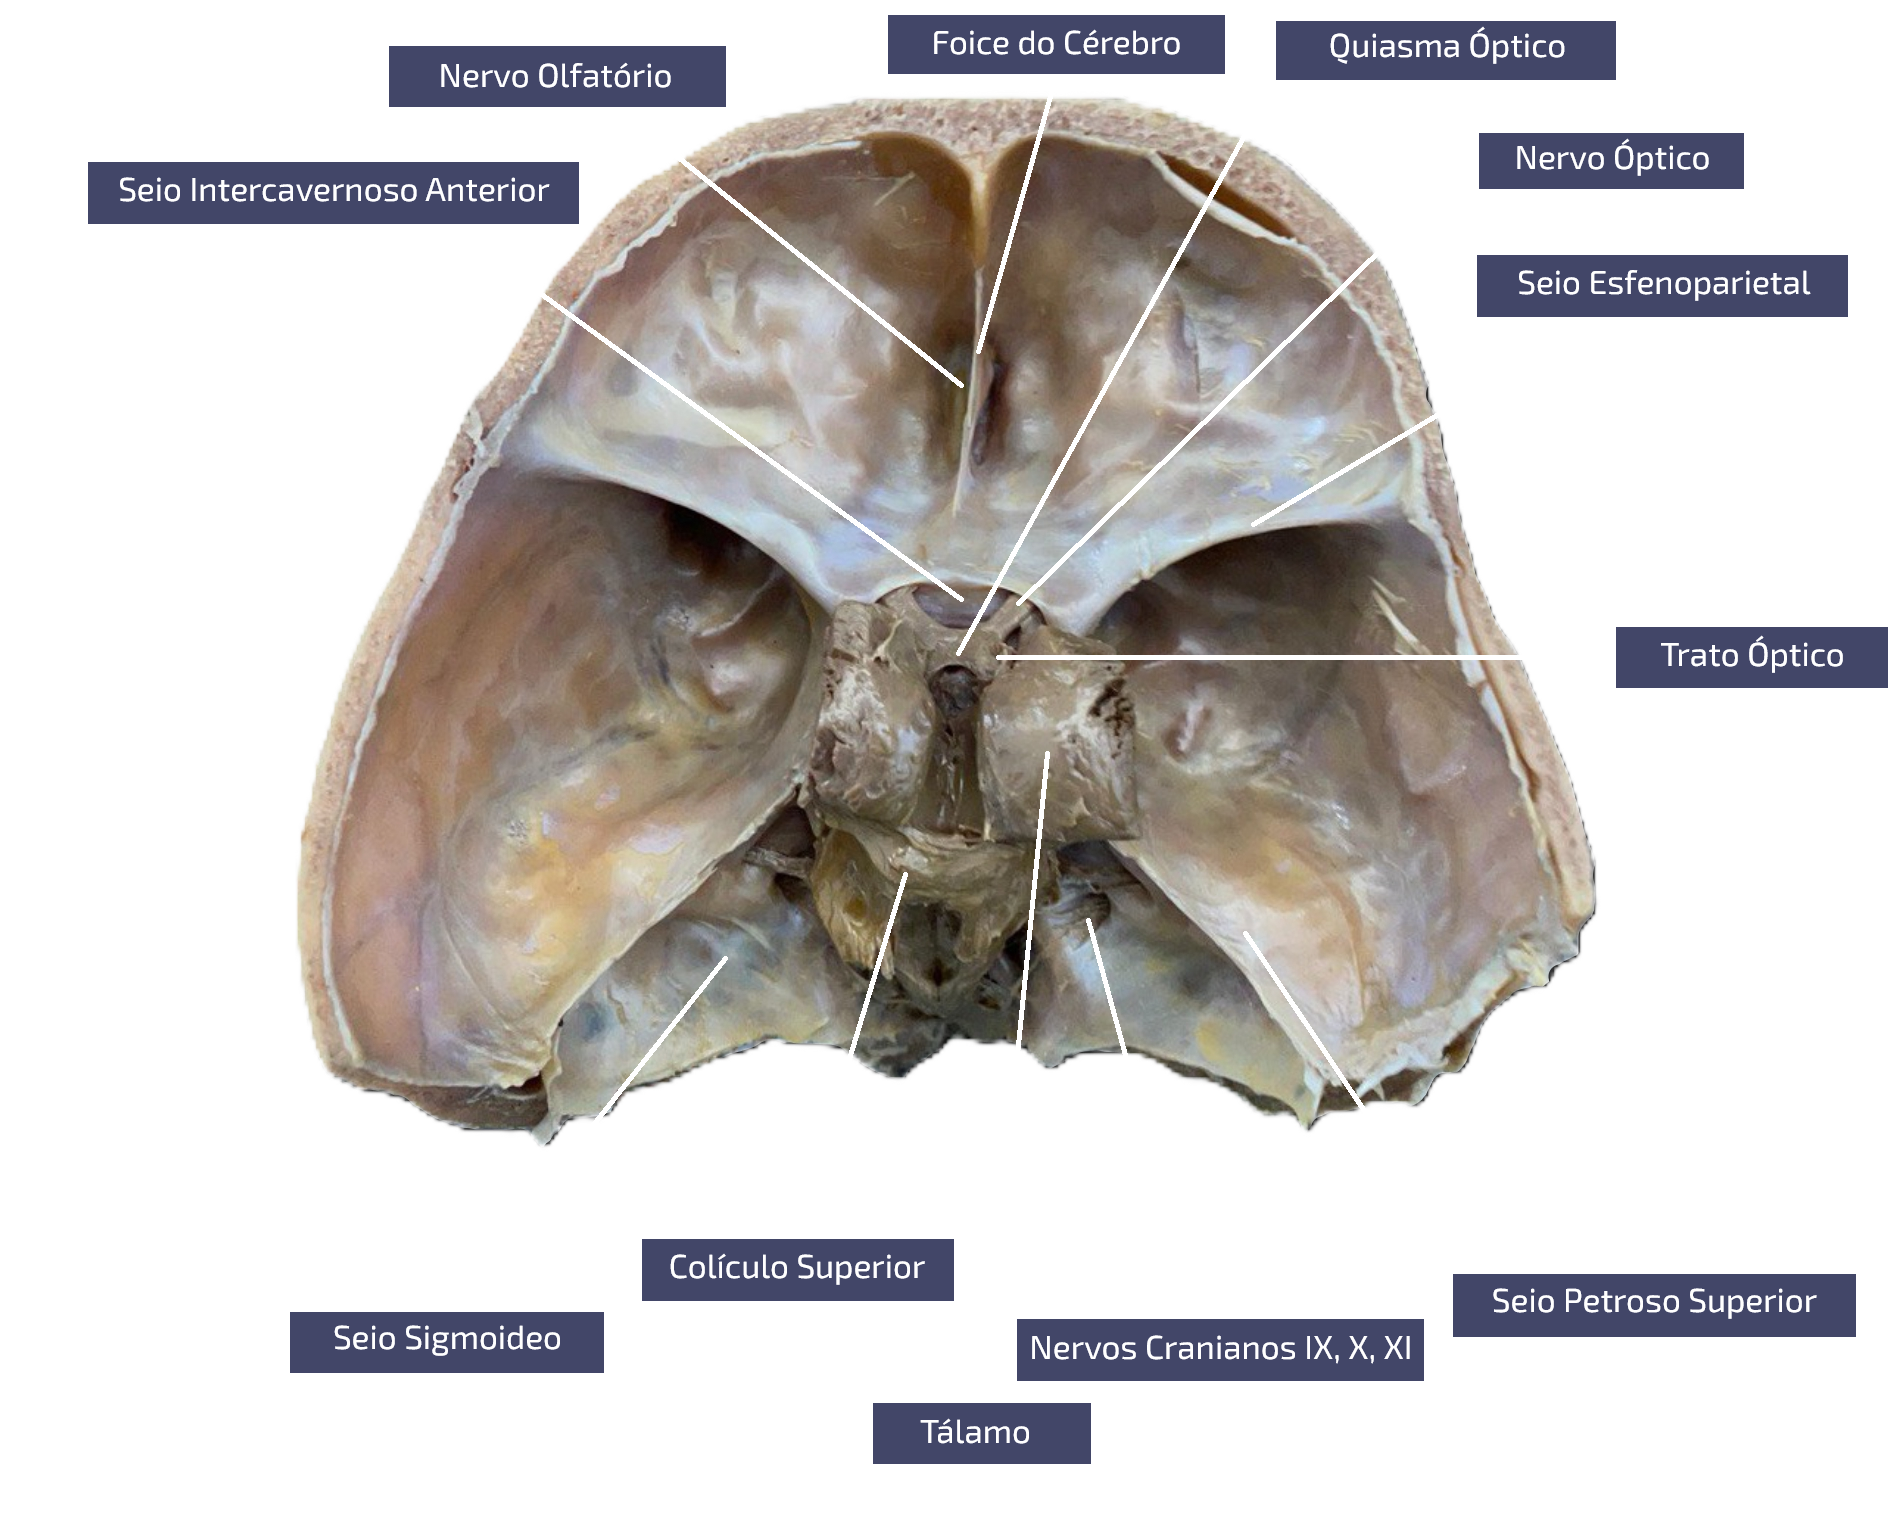 Foice do Cérebro
Quiasma Óptico
Nervo Olfatório
Nervo Óptico
Seio Intercavernoso Anterior
Seio Esfenoparietal
Trato Óptico
Colículo Superior
Seio Petroso Superior
Seio Sigmoideo
Nervos Cranianos IX, X, XI
Tálamo